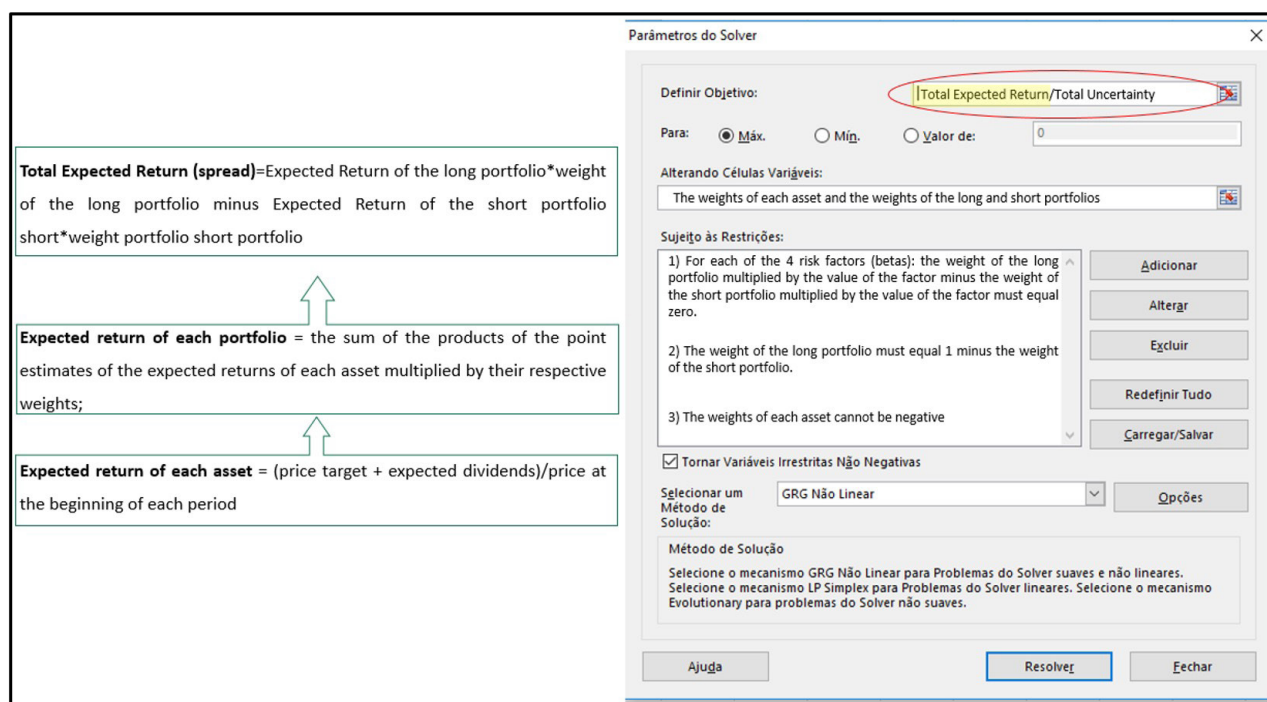 Total Expected Return (spread)=Expected Return of the long portfolio*weight
of the long portfolio minus Expected Return of the short portfolio
short*weight portfolio short portfolio
Expected return of each portfolio = the sum of the products of the point
estimates of the expected returns of each asset multiplied by their respective
weights;
Expected return of each asset = (price target + expected dividends)/price at
the beginning of each period
Parâmetros do Solver
Definir Objetivo:
Total Expected Return/Total Uncertainty
Para:
Máx.
Mín.
Valor de:
0
Alterando Células Variáveis:
The weights of each asset and the weights of the long and short portfolios
Sujeito às Restrições:
1) For each of the 4 risk factors (betas): the weight of the long
portfolio multiplied by the value of the factor minus the weight of
the short portfolio multiplied by the value of the factor must equal
zero.
2) The weight of the long portfolio must equal 1 minus the weight
of the short portfolio.
3) The weights of each asset cannot be negative
Adicionar
Alterar
Excluir
Redefinir Tudo
Carregar/Salvar
Tornar Variáveis Irrestritas Não Negativas
Selecionar um
Método de
Solução:
GRG Não Linear
Opções
Método de Solução
Selecione o mecanismo GRG Não Linear para Problemas do Solver suaves e não lineares.
Selecione o mecanismo LP Simplex para Problemas do Solver lineares. Selecione o mecanismo
Evolutionary para problemas do Solver não suaves.
Ajuda
Resolver
Fechar